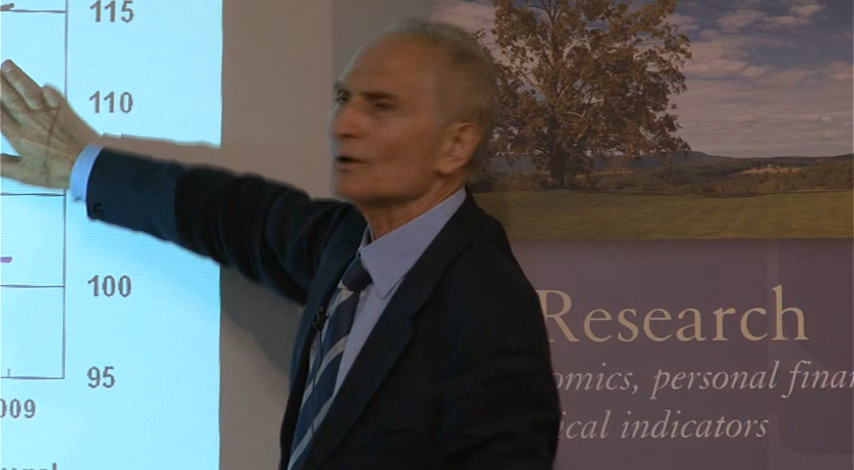 115
110
100
95
009
Research
omics, personal finan
ical indicators